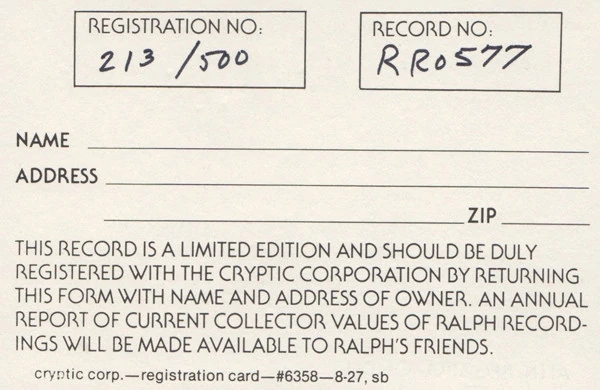 REGISTRATION NO:
213/500
RECORD NO:
RR0577
NAME
ADDRESS
ZIP
THIS RECORD IS A LIMITED EDITION AND SHOULD BE DULY
REGISTERED WITH THE CRYPTIC CORPORATION BY RETURNING
THIS FORM WITH NAME AND ADDRESS OF OWNER. AN ANNUAL
REPORT OF CURRENT COLLECTOR VALUES OF RALPH RECORD-
INGS WILL BE MADE AVAILABLE TO RALPH'S FRIENDS.
cryptic corp.—registration card—#6358—8-27, sb